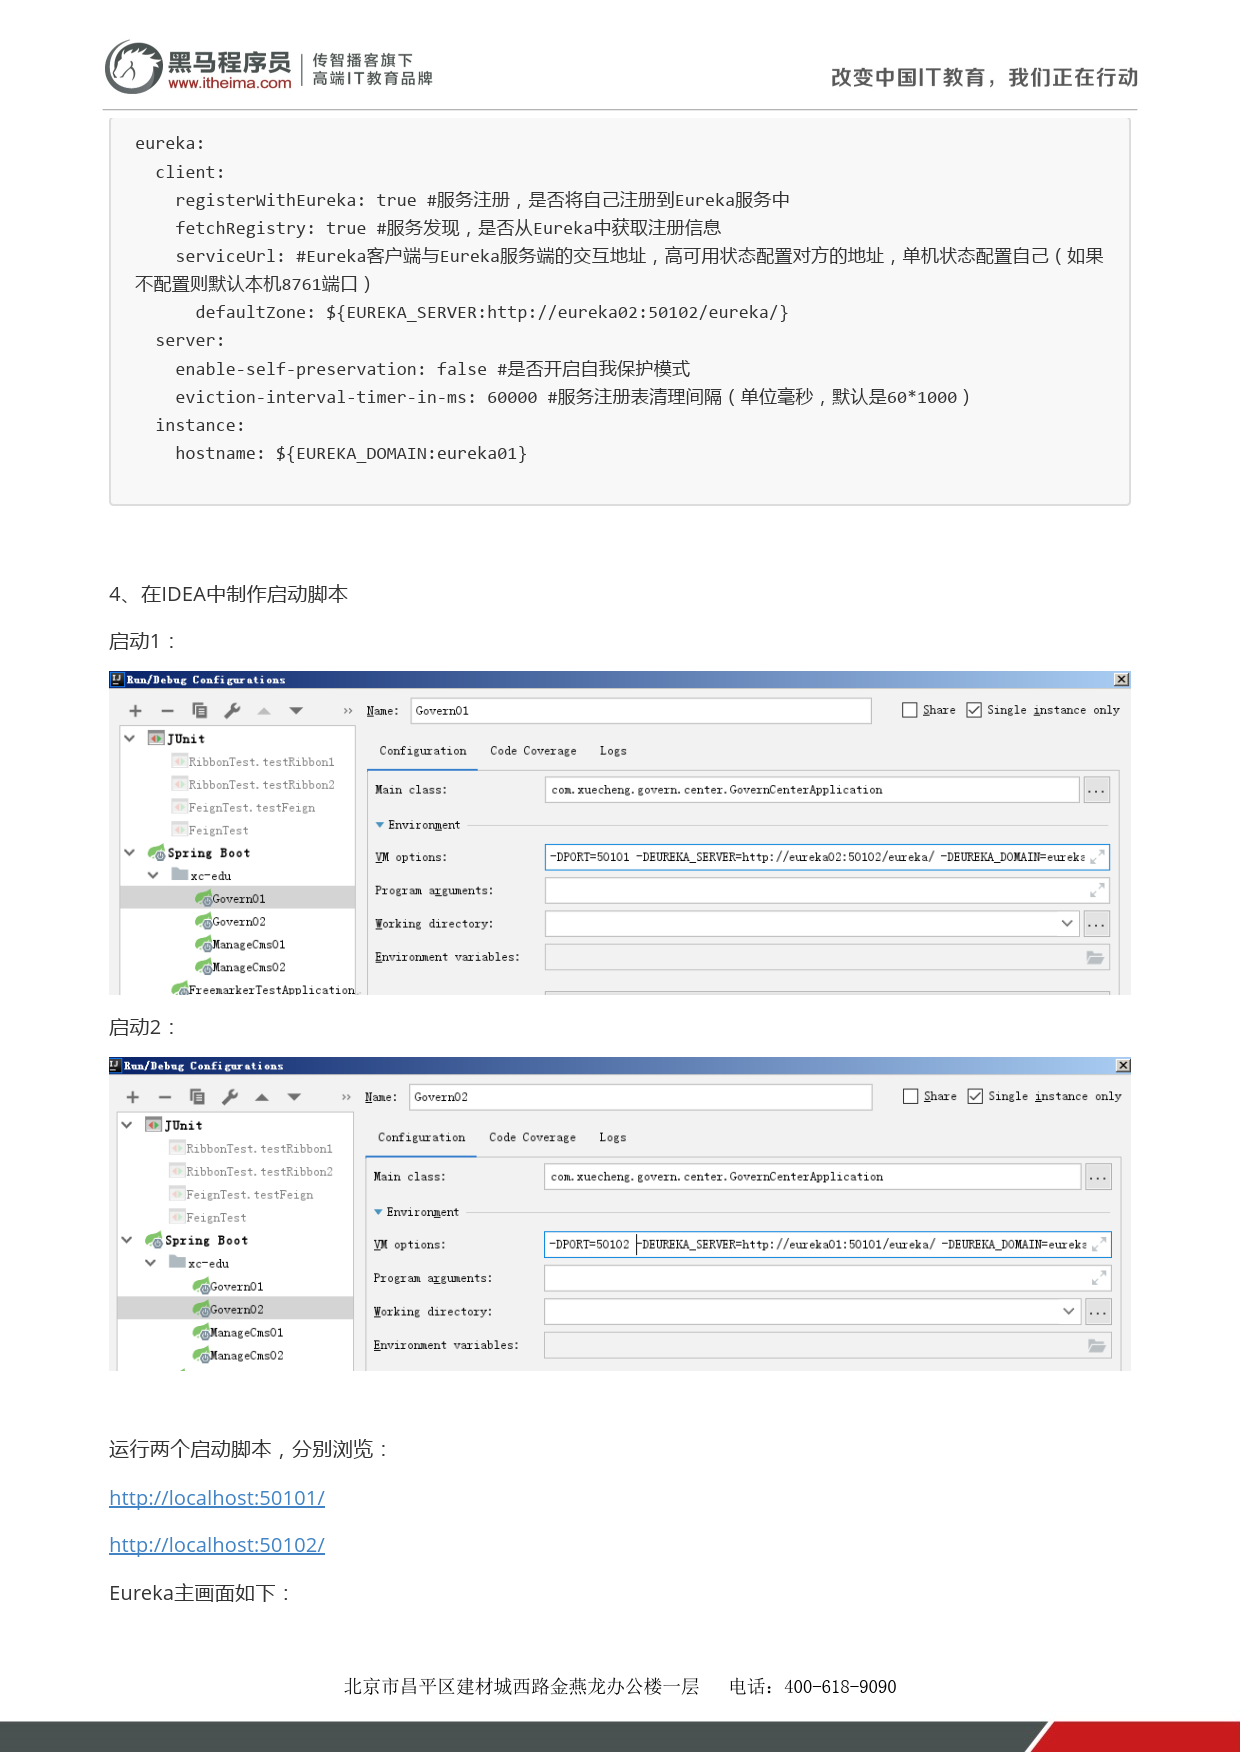 黑马程序员
www.itheima.com
传智播客旗下
高端IT教育品牌
改变中国IT教育，我们正在行动
eureka:
  client:
    registerWithEureka: true #服务注册，是否将自己注册到Eureka服务中
    fetchRegistry: true #服务发现，是否从Eureka中获取注册信息
    serviceUrl: #Eureka客户端与Eureka服务端的交互地址，高可用状态配置对方的地址，单机状态配置自己（如果
不配置则默认本机8761端口）
      defaultZone: ${EUREKA_SERVER:http://eureka02:50102/eureka/}
  server:
    enable-self-preservation: false #是否开启自我保护模式
    eviction-interval-timer-in-ms: 60000 #服务注册表清理间隔（单位毫秒，默认是60*1000）
  instance:
    hostname: ${EUREKA_DOMAIN:eureka01}
4、在IDEA中制作启动脚本
启动1：
Run/Debug Configurations
Name: Govern01 Share Single instance only
JUnit
RibbonTest.testRibbon1
RibbonTest.testRibbon2
FeignTest.testFeign
FeignTest
Spring Boot
xc-edu
Govern01
Govern02
ManageCms01
ManageCms02
FreemarkerTestApplication
Configuration Code Coverage Logs
Main class: com.xuecheng.govern.center.GovernCenterApplication
Environment
VM options: -DPORT=50101 -DEUREKA_SERVER=http://eureka02:50102/eureka/ -DEUREKA_DOMAIN=eureka
Program arguments:
Working directory:
Environment variables:
启动2：
Run/Debug Configurations
Name: Govern02 Share Single instance only
JUnit
RibbonTest.testRibbon1
RibbonTest.testRibbon2
FeignTest.testFeign
FeignTest
Spring Boot
xc-edu
Govern01
Govern02
ManageCms01
ManageCms02
Configuration Code Coverage Logs
Main class: com.xuecheng.govern.center.GovernCenterApplication
Environment
VM options: -DPORT=50102 -DEUREKA_SERVER=http://eureka01:50101/eureka/ -DEUREKA_DOMAIN=eureka
Program arguments:
Working directory:
Environment variables:
运行两个启动脚本，分别浏览：
http://localhost:50101/
http://localhost:50102/
Eureka主画面如下：
北京市昌平区建材城西路金燕龙办公楼一层 电话：400-618-9090